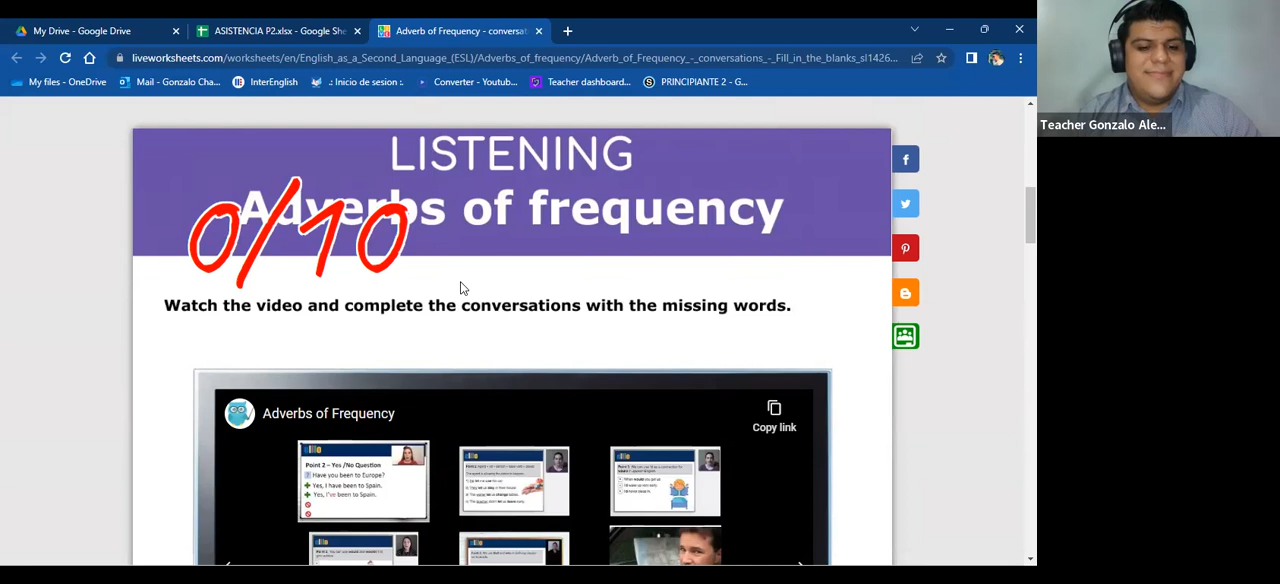 My Drive - Google Drive
ASISTENCIA P2.xlsx - Google She
Adverb of Frequency - conversati
liveworksheets.com/worksheets/en/English_as_a_Second_Language_(ESL)/Adverbs_of_frequency/Adverb_of_Frequency_-_conversations_-_Fill_in_the_blanks_sl1426...
My files - OneDrive
Mail - Gonzalo Cha...
InterEnglish
.: Inicio de sesion :.
Converter - Youtub...
Teacher dashboard...
PRINCIPIANTE 2 - G...
Teacher Gonzalo Ale...
LISTENING
Adverbs of frequency
0/10
Watch the video and complete the conversations with the missing words.
Adverbs of Frequency
Copy link
Point 2 – Yes /No Question
Have you been to Europe?
Yes, I have been to Spain.
Yes, I've been to Spain.